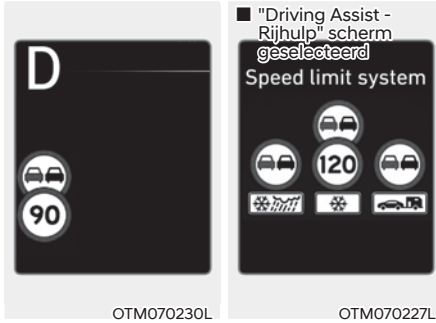 D
90
OTM070230L
■ "Driving Assist -
Rijhulp" scherm
geselecteerd
Speed limit system
120
OTM070227L